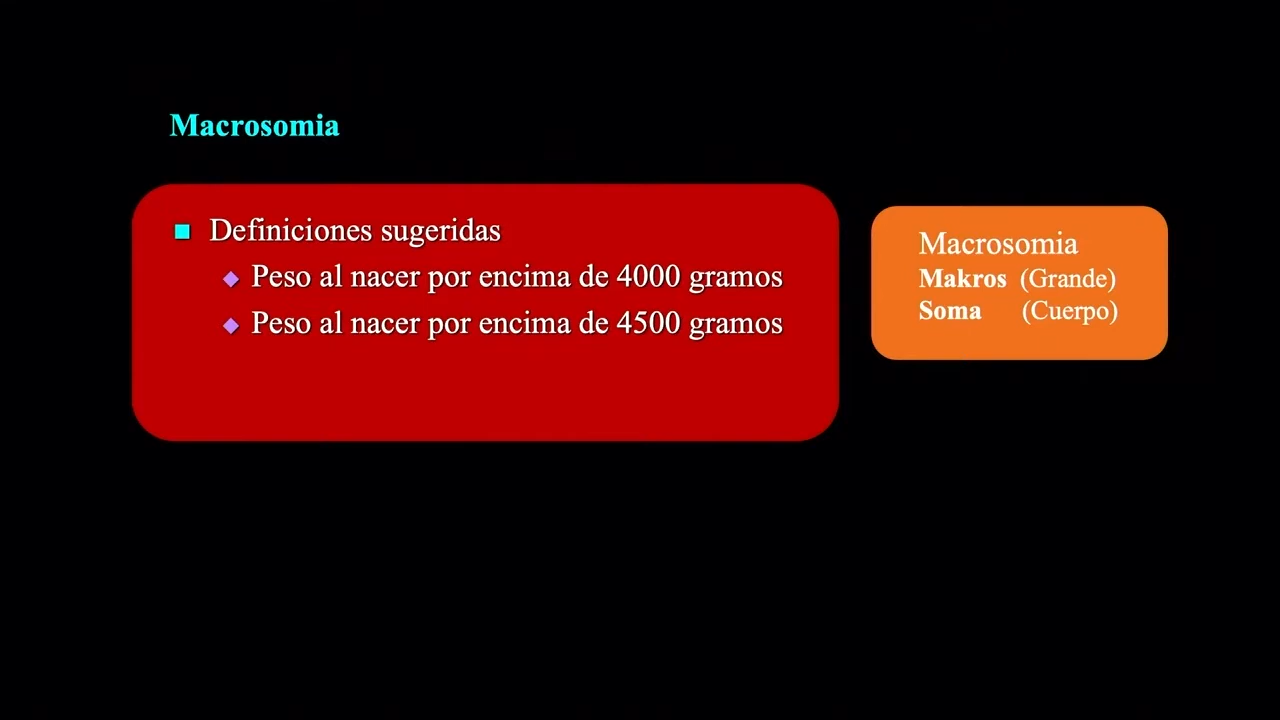 Macrosomia
Definiciones sugeridas
Peso al nacer por encima de 4000 gramos
Peso al nacer por encima de 4500 gramos
Macrosomia
Makros (Grande)
Soma (Cuerpo)